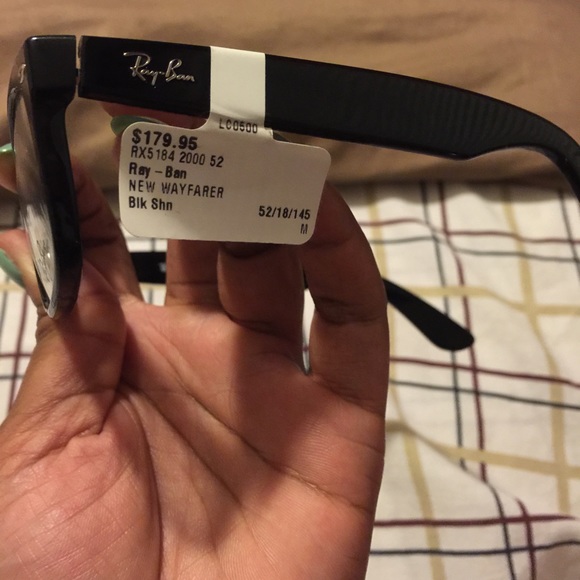 Ray-Ban
LC0500
$179.95
RX5184 2000 52
Ray-Ban
NEW WAYFARER
Blk Shn
52/18/145
M